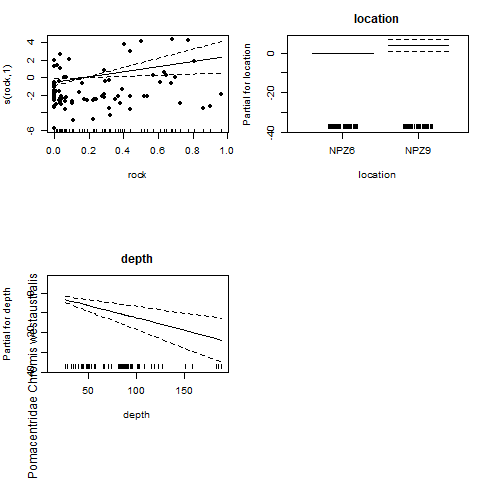 s(rock,1)
4
2
0
-2
-6
0.0
0.2
0.4
0.6
0.8
1.0
rock
location
Partial for location
0
-20
-40
NPZ6
NPZ9
location
depth
Partial for depth
Pomacentridae Chromis westaustralis
50
100
150
depth